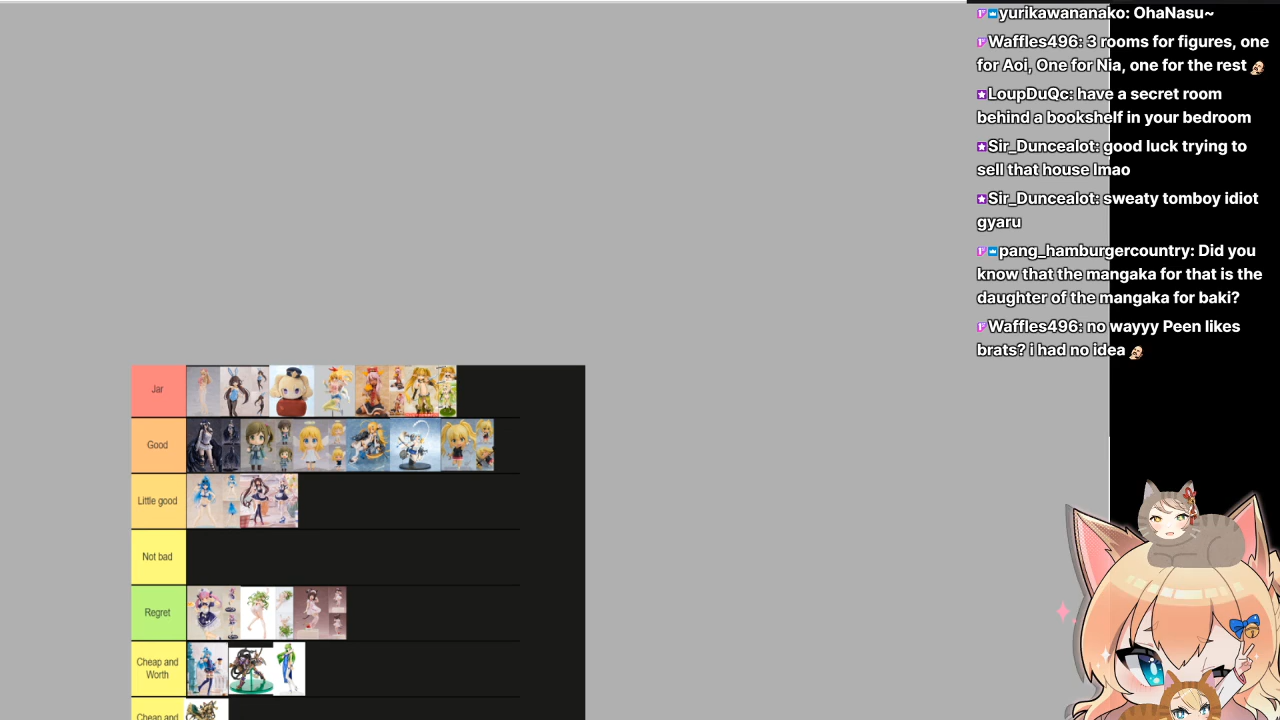 yurikawananako: OhaNasu~
Waffles496: 3 rooms for figures, one
for Aoi, One for Nia, one for the rest
LoupDuQc: have a secret room
behind a bookshelf in your bedroom
Sir_Duncealot: good luck trying to
sell that house lmao
Sir_Duncealot: sweaty tomboy idiot
gyaru
pang_hamburgercountry: Did you
know that the mangaka for that is the
daughter of the mangaka for baki?
Waffles496: no wayyy Peen likes
brats? i had no idea
Jar
Good
Little good
Not bad
Regret
Cheap and
Worth
Cheap and